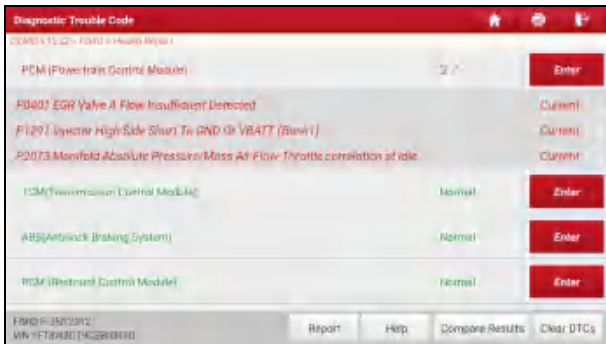 Diagnostic Trouble Code
PCM (Powertrain Control Module)
Enter
P0401 EGR Valve A Flow Insufficient Detected
Current
P1291 Injector High Side Short To GND Or VBATT (Bank1)
Current
P2073 Manifold Absolute Pressure/Mass Air Flow-Throttle correlation at idle
Current
TCM(Transmission Control Module)
Normal
Enter
ABS(Antilock Braking System)
Normal
Enter
RCM (Restraint Control Module)
Normal
Enter
Report
Help
Compare Results
Clear DTCs